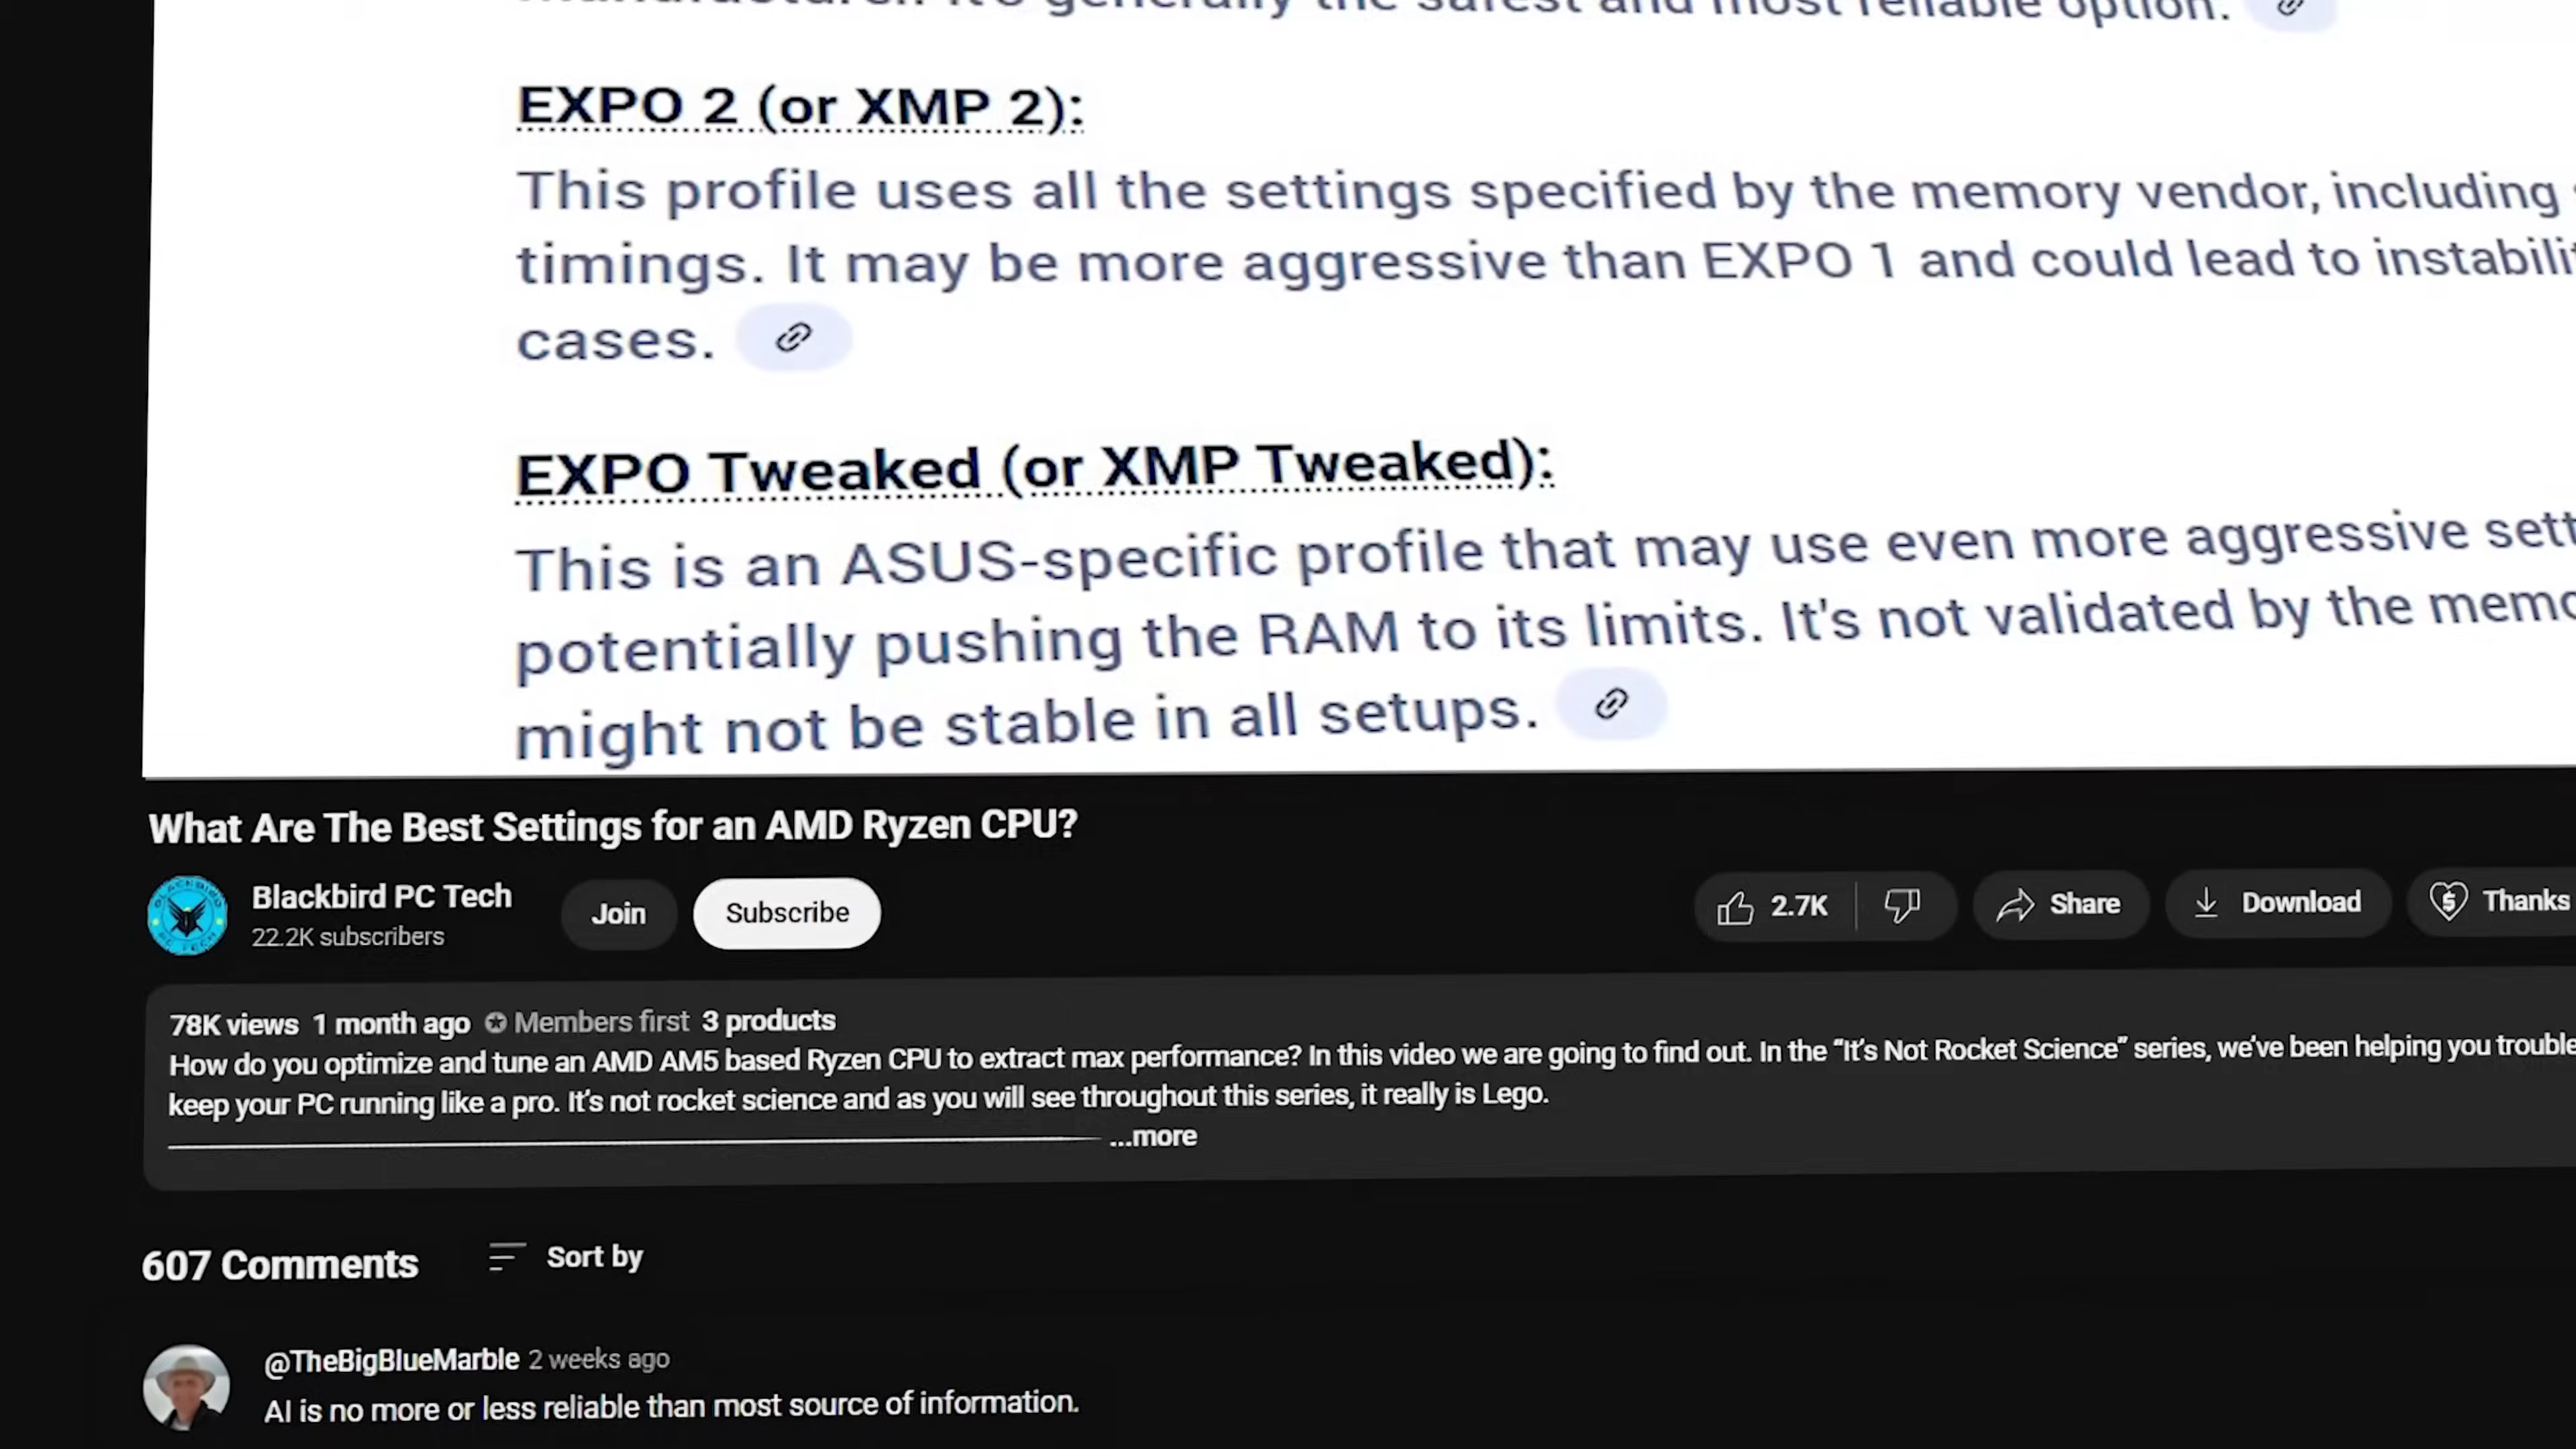 manufacturer. It's generally the safest and most reliable option.
EXPO 2 (or XMP 2):
This profile uses all the settings specified by the memory vendor, including
timings. It may be more aggressive than EXPO 1 and could lead to
cases.
EXPO Tweaked (or XMP Tweaked):
This is an ASUS-specific profile that may use even more aggressive
potentially pushing the RAM to its limits. It's not validated by the
might not be stable in all setups.
What Are The Best Settings for an AMD Ryzen CPU?
Blackbird PC Tech
22.2K subscribers
Join
Subscribe
2.7K
Share
Download
Thanks
78K views 1 month ago Members first 3 products
How do you optimize and tune an AMD AM5 based Ryzen CPU to extract max performance? In this video we are going to find out. In the “It's Not Rocket Science” series, we've been helping you
keep your PC running like a pro. It's not rocket science and as you will see throughout this series, it really is Lego.
...more
607 Comments
Sort by
@TheBigBlueMarble 2 weeks ago
AI is no more or less reliable than most source of information.